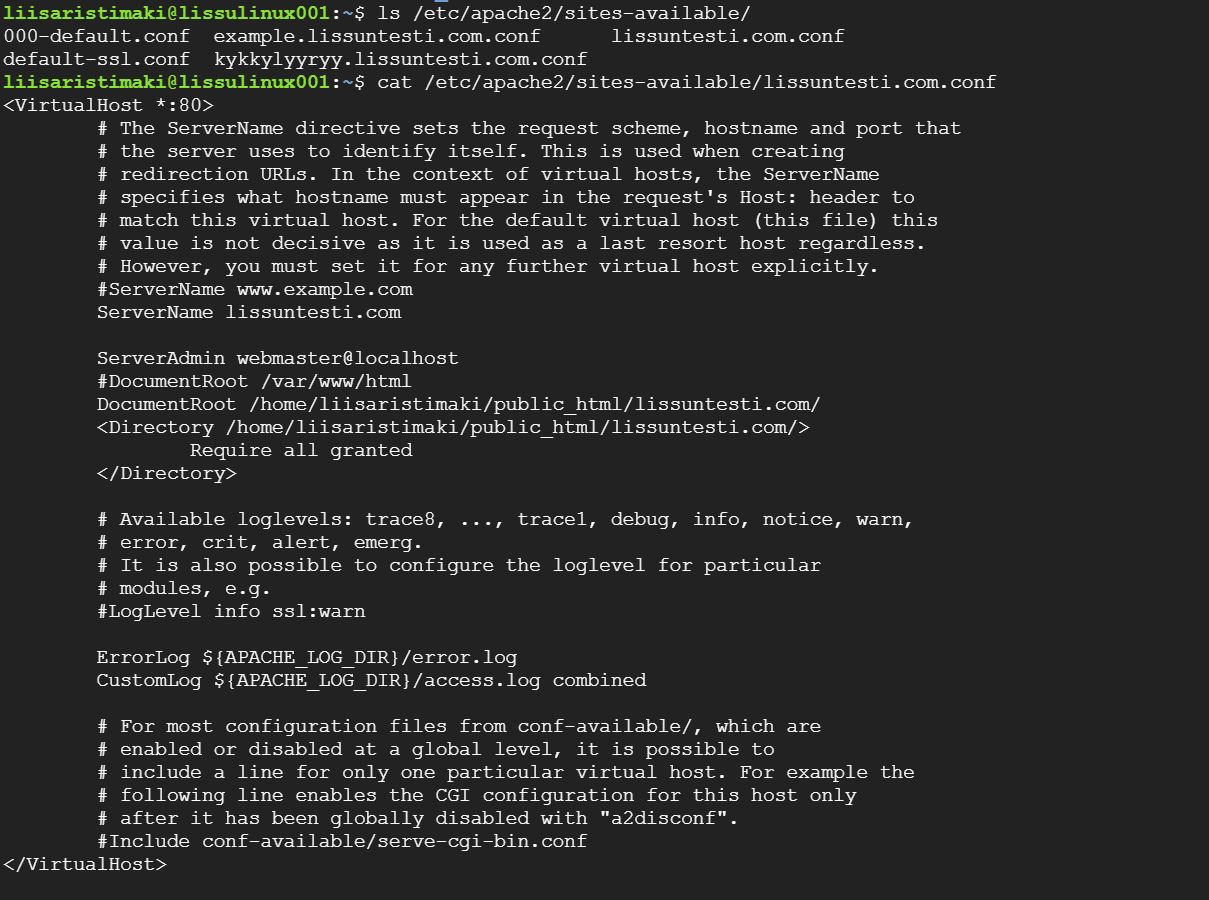 liisaristimaki@lissulinux001:~$ ls /etc/apache2/sites-available/
000-default.conf  example.lissuntesti.com.conf      lissuntesti.com.conf
default-ssl.conf  kykkylyyryy.lissuntesti.com.conf
liisaristimaki@lissulinux001:~$ cat /etc/apache2/sites-available/lissuntesti.com.conf
<VirtualHost *:80>
        # The ServerName directive sets the request scheme, hostname and port that
        # the server uses to identify itself. This is used when creating
        # redirection URLs. In the context of virtual hosts, the ServerName
        # specifies what hostname must appear in the request's Host: header to
        # match this virtual host. For the default virtual host (this file) this
        # value is not decisive as it is used as a last resort host regardless.
        # However, you must set it for any further virtual host explicitly.
        #ServerName www.example.com
        ServerName lissuntesti.com

        ServerAdmin webmaster@localhost
        #DocumentRoot /var/www/html
        DocumentRoot /home/liisaristimaki/public_html/lissuntesti.com/
        <Directory /home/liisaristimaki/public_html/lissuntesti.com/>
                Require all granted
        </Directory>

        # Available loglevels: trace8, ..., trace1, debug, info, notice, warn,
        # error, crit, alert, emerg.
        # It is also possible to configure the loglevel for particular
        # modules, e.g.
        #LogLevel info ssl:warn

        ErrorLog ${APACHE_LOG_DIR}/error.log
        CustomLog ${APACHE_LOG_DIR}/access.log combined

        # For most configuration files from conf-available/, which are
        # enabled or disabled at a global level, it is possible to
        # include a line for only one particular virtual host. For example the
        # following line enables the CGI configuration for this host only
        # after it has been globally disabled with "a2disconf".
        #Include conf-available/serve-cgi-bin.conf
</VirtualHost>